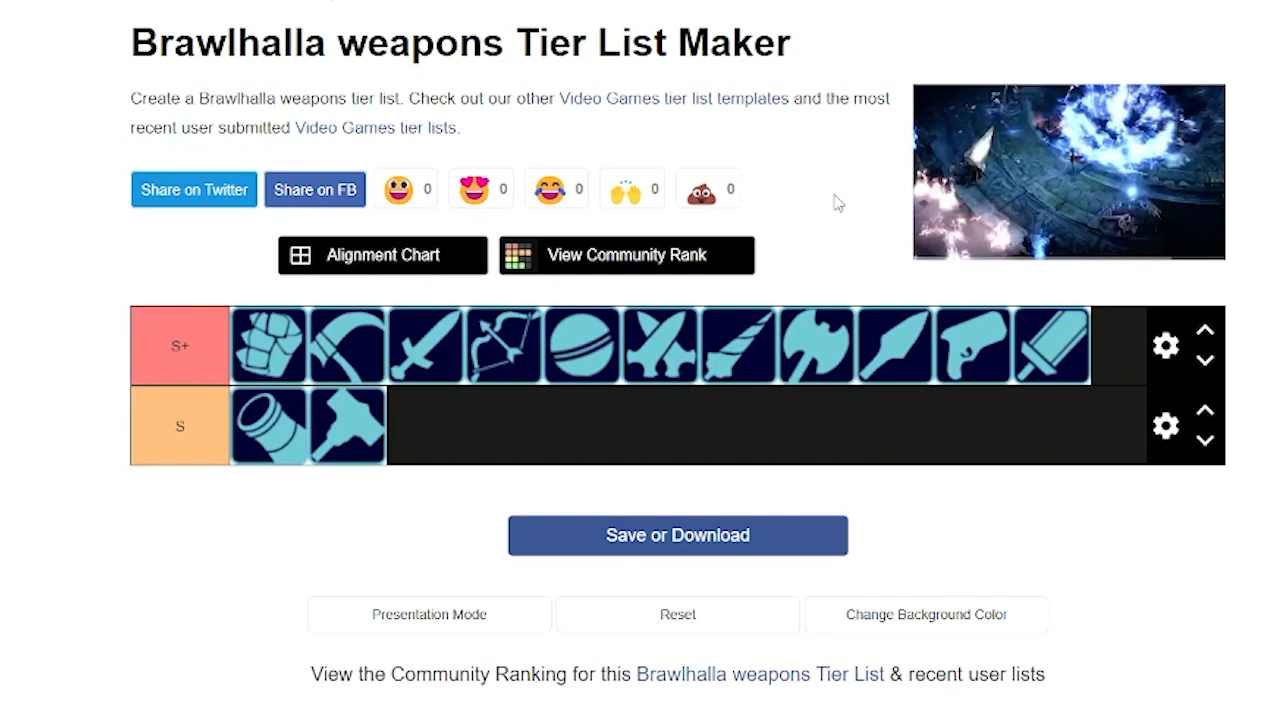 Brawlhalla weapons Tier List Maker
Create a Brawlhalla weapons tier list. Check out our other Video Games tier list templates and the most
recent user submitted Video Games tier lists.
Share on Twitter Share on FB 0 0 0 0 0
Alignment Chart View Community Rank
S+
S
Save or Download
Presentation Mode Reset Change Background Color
View the Community Ranking for this Brawlhalla weapons Tier List & recent user lists